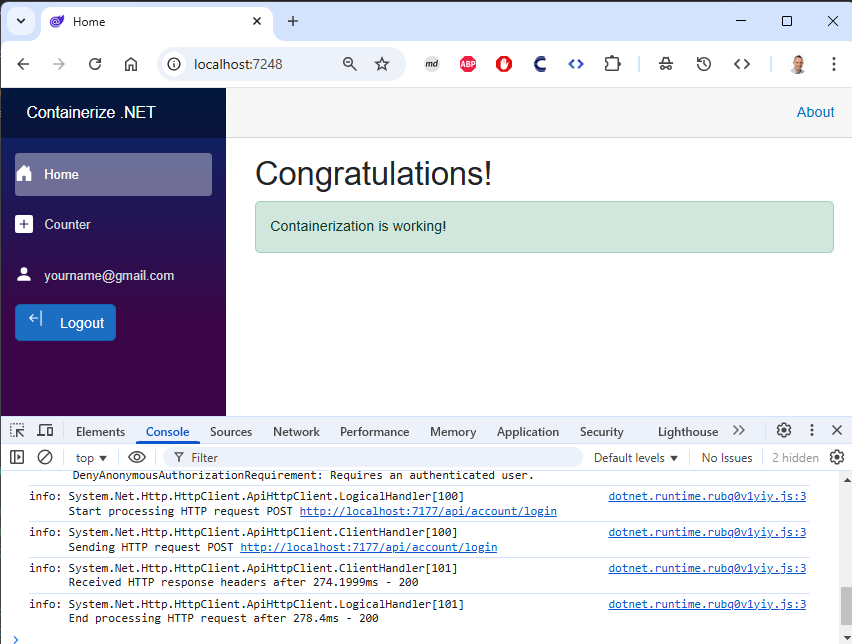 Home
localhost:7248
md
ABP
Containerize .NET
About
Home
Counter
yourname@gmail.com
Logout
Congratulations!
Containerization is working!
Elements Console Sources Network Performance Memory Application Security Lighthouse
top Filter Default levels No Issues 2 hidden
DenyAnonymousAuthorizationRequirement: Requires an authenticated user.
info: System.Net.Http.HttpClient.ApiHttpClient.LogicalHandler[100] dotnet.runtime.rubq0v1yiy.js:3
Start processing HTTP request POST http://localhost:7177/api/account/login
info: System.Net.Http.HttpClient.ApiHttpClient.ClientHandler[100] dotnet.runtime.rubq0v1yiy.js:3
Sending HTTP request POST http://localhost:7177/api/account/login
info: System.Net.Http.HttpClient.ApiHttpClient.ClientHandler[101] dotnet.runtime.rubq0v1yiy.js:3
Received HTTP response headers after 274.1999ms - 200
info: System.Net.Http.HttpClient.ApiHttpClient.LogicalHandler[101] dotnet.runtime.rubq0v1yiy.js:3
End processing HTTP request after 278.4ms - 200